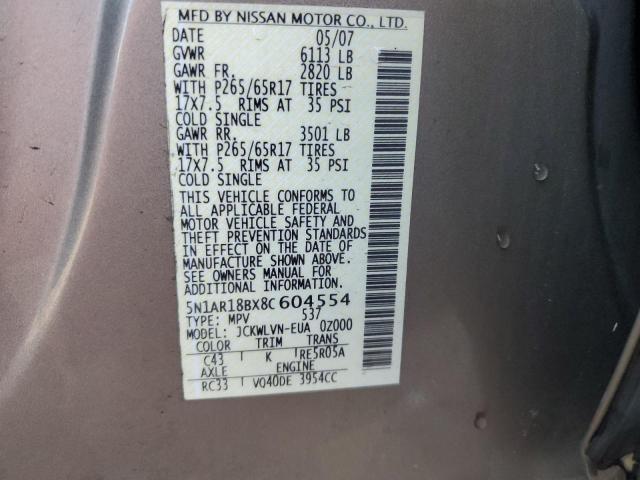 MFD BY NISSAN MOTOR CO., LTD.
DATE 05/07
GVWR 6113 LB
GAWR FR. 2820 LB
WITH P265/65R17 TIRES
17X7.5 RIMS AT 35 PSI
COLD SINGLE
GAWR RR. 3501 LB
WITH P265/65R17 TIRES
17X7.5 RIMS AT 35 PSI
COLD SINGLE
THIS VEHICLE CONFORMS TO
ALL APPLICABLE FEDERAL
MOTOR VEHICLE SAFETY AND
THEFT PREVENTION STANDARDS
IN EFFECT ON THE DATE OF
MANUFACTURE SHOWN ABOVE.
SEE OWNERS MANUAL FOR
ADDITIONAL INFORMATION.
5N1AR18BX8C604554
TYPE: MPV 537
MODEL: JCKWLVN-EUA 0Z000
COLOR TRIM TRANS
C43 K RE5R05A
AXLE ENGINE
RC33 VQ40DE 3954CC